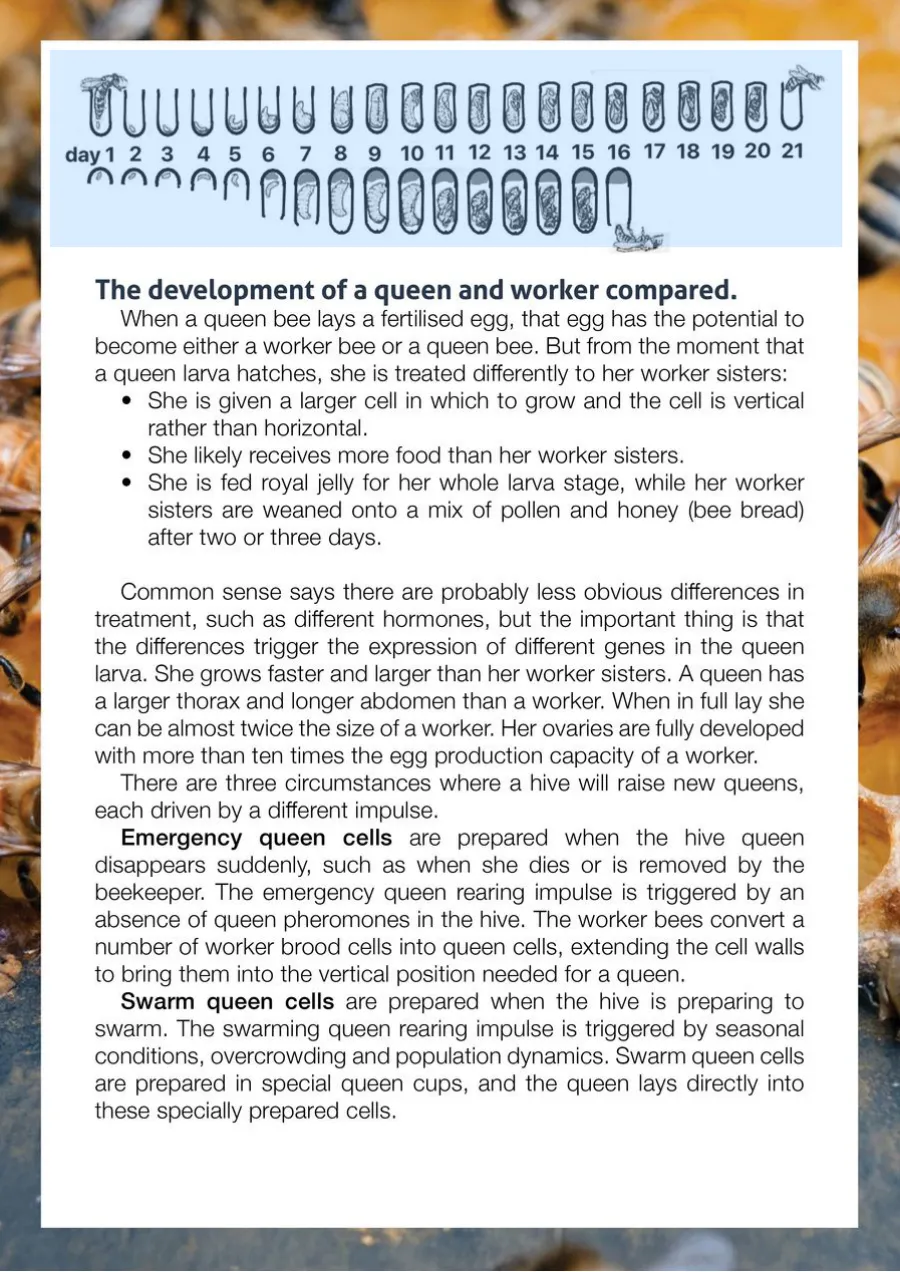 day 1 2 3 4 5 6 7 8 9 10 11 12 13 14 15 16 17 18 19 20 21
The development of a queen and worker compared.
When a queen bee lays a fertilised egg, that egg has the potential to
become either a worker bee or a queen bee. But from the moment that
a queen larva hatches, she is treated differently to her worker sisters:
• She is given a larger cell in which to grow and the cell is vertical
rather than horizontal.
• She likely receives more food than her worker sisters.
• She is fed royal jelly for her whole larva stage, while her worker
sisters are weaned onto a mix of pollen and honey (bee bread)
after two or three days.
Common sense says there are probably less obvious differences in
treatment, such as different hormones, but the important thing is that
the differences trigger the expression of different genes in the queen
larva. She grows faster and larger than her worker sisters. A queen has
a larger thorax and longer abdomen than a worker. When in full lay she
can be almost twice the size of a worker. Her ovaries are fully developed
with more than ten times the egg production capacity of a worker.
There are three circumstances where a hive will raise new queens,
each driven by a different impulse.
Emergency queen cells are prepared when the hive queen
disappears suddenly, such as when she dies or is removed by the
beekeeper. The emergency queen rearing impulse is triggered by an
absence of queen pheromones in the hive. The worker bees convert a
number of worker brood cells into queen cells, extending the cell walls
to bring them into the vertical position needed for a queen.
Swarm queen cells are prepared when the hive is preparing to
swarm. The swarming queen rearing impulse is triggered by seasonal
conditions, overcrowding and population dynamics. Swarm queen cells
are prepared in special queen cups, and the queen lays directly into
these specially prepared cells.